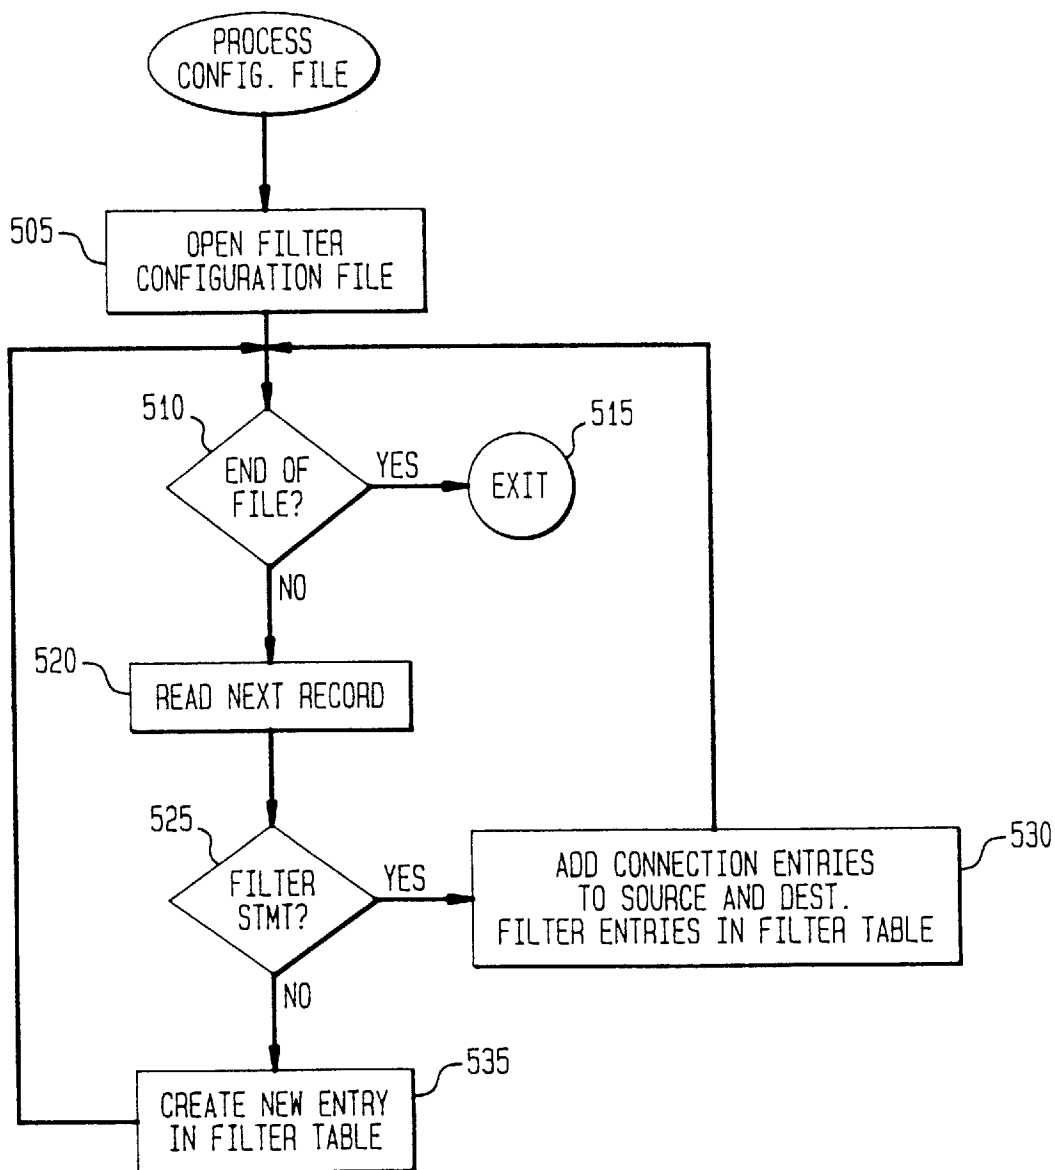 PROCESS
CONFIG. FILE
505
OPEN FILTER
CONFIGURATION FILE
510
END OF
FILE?
YES
515
EXIT
NO
520
READ NEXT RECORD
525
FILTER
STMT?
YES
530
ADD CONNECTION ENTRIES
TO SOURCE AND DEST.
FILTER ENTRIES IN FILTER TABLE
NO
535
CREATE NEW ENTRY
IN FILTER TABLE